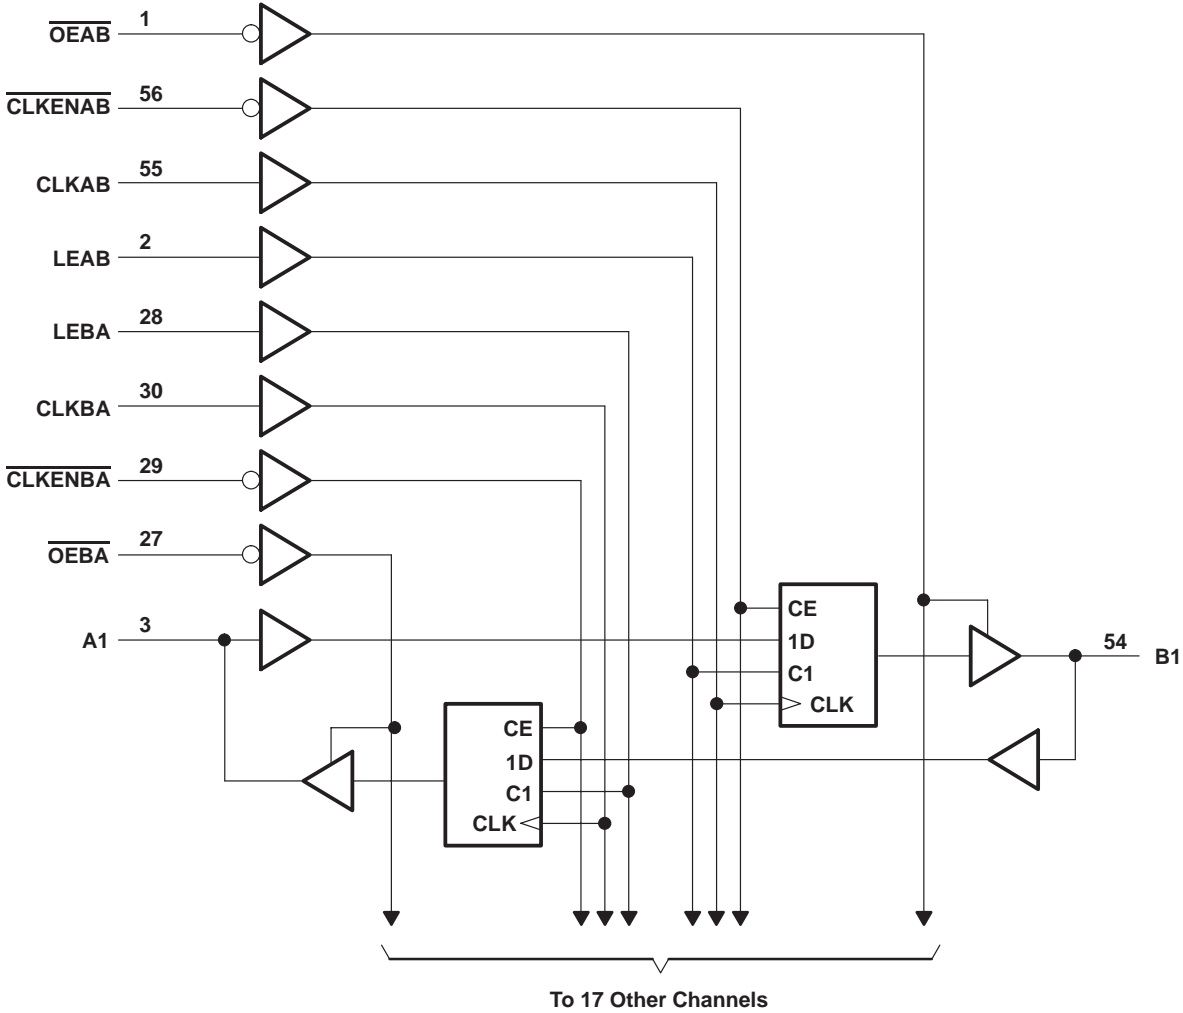 OEAB 1
CLKENAB 56
CLKAB 55
LEAB 2
LEBA 28
CLKBA 30
CLKENBA 29
OEBA 27
A1 3
CE
1D
C1
CLK
54 B1
CE
1D
C1
CLK
To 17 Other Channels